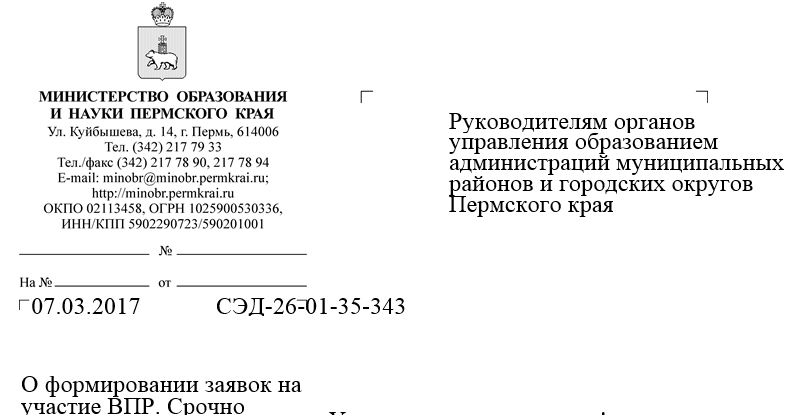 МИНИСТЕРСТВО ОБРАЗОВАНИЯ
И НАУКИ ПЕРМСКОГО КРАЯ
Ул. Куйбышева, д. 14, г. Пермь, 614006
Тел. (342) 217 79 33
Тел./факс (342) 217 78 90, 217 78 94
E-mail: minobr@minobr.permkrai.ru;
http://minobr.permkrai.ru
ОКПО 02113458, ОГРН 1025900530336,
ИНН/КПП 5902290723/590201001
№
На № от
07.03.2017 СЭД-26-01-35-343
Руководителям органов
управления образованием
администраций муниципальных
районов и городских округов
Пермского края
О формировании заявок на
участие ВПР. Срочно